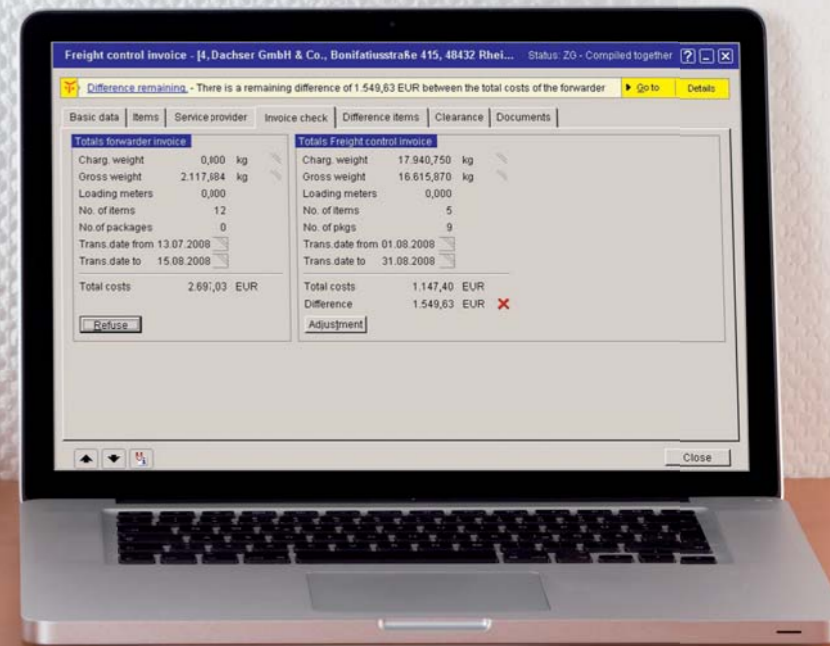 Freight control invoice - [4, Dachser GmbH & Co., Bonifatiusstraße 415, 48432 Rhei... Status: ZG - Compiled together
Difference remaining. - There is a remaining difference of 1.549,63 EUR between the total costs of the forwarder Go to Details
Basic data Items Service provider Invoice check Difference items Clearance Documents
Totals forwarder invoice
Charg. weight 0,000 kg
Gross weight 2.117,684 kg
Loading meters 0,000
No. of items 12
No.of packages 0
Trans.date from 13.07.2008
Trans.date to 15.08.2008
Total costs 2.697,03 EUR
Refuse
Totals Freight control invoice
Charg. weight 17.940,750 kg
Gross weight 16.615,870 kg
Loading meters 0,000
No. of items 5
No. of pkgs 9
Trans.date from 01.08.2008
Trans.date to 31.08.2008
Total costs 1.147,40 EUR
Difference 1.549,63 EUR
Adjustment
Close